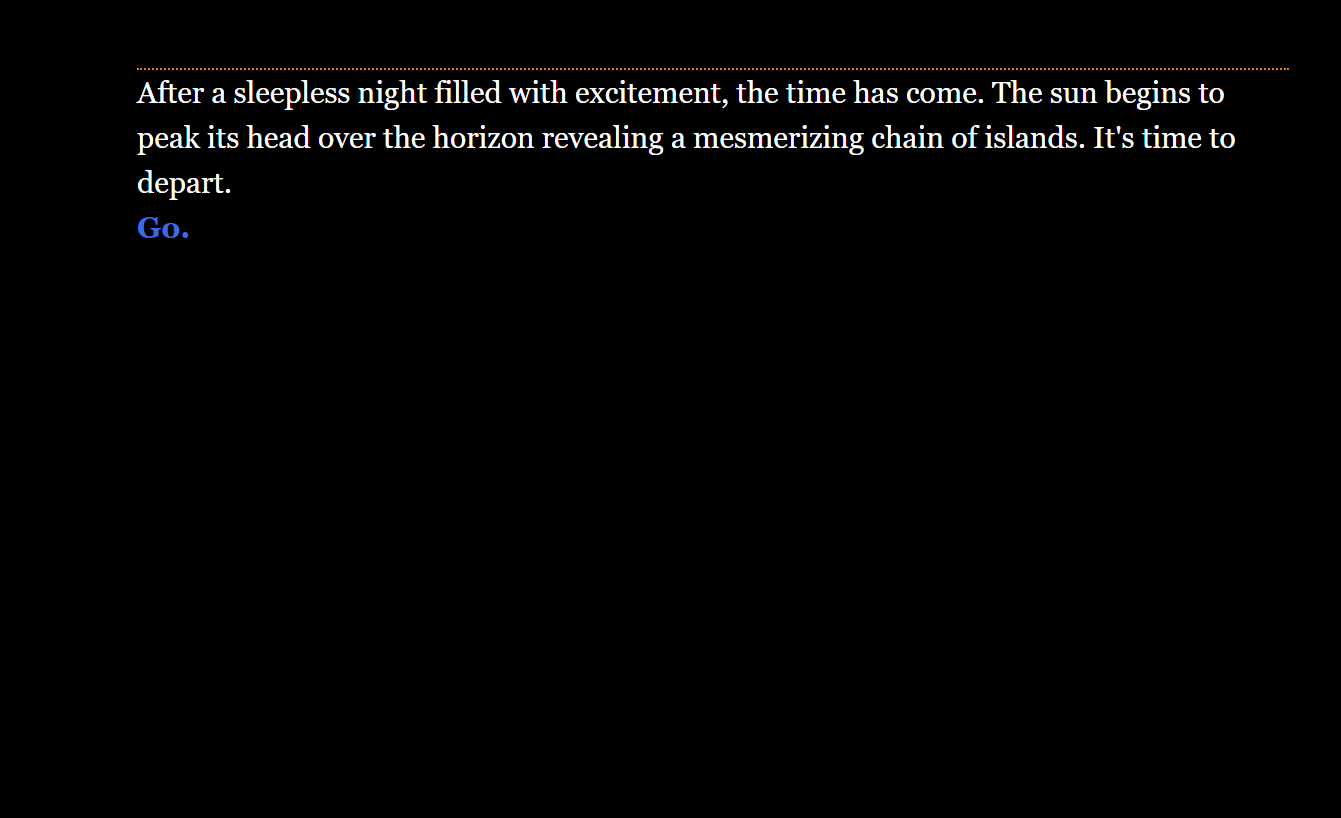 After a sleepless night filled with excitement, the time has come. The sun begins to
peak its head over the horizon revealing a mesmerizing chain of islands. It's time to
depart.
Go.